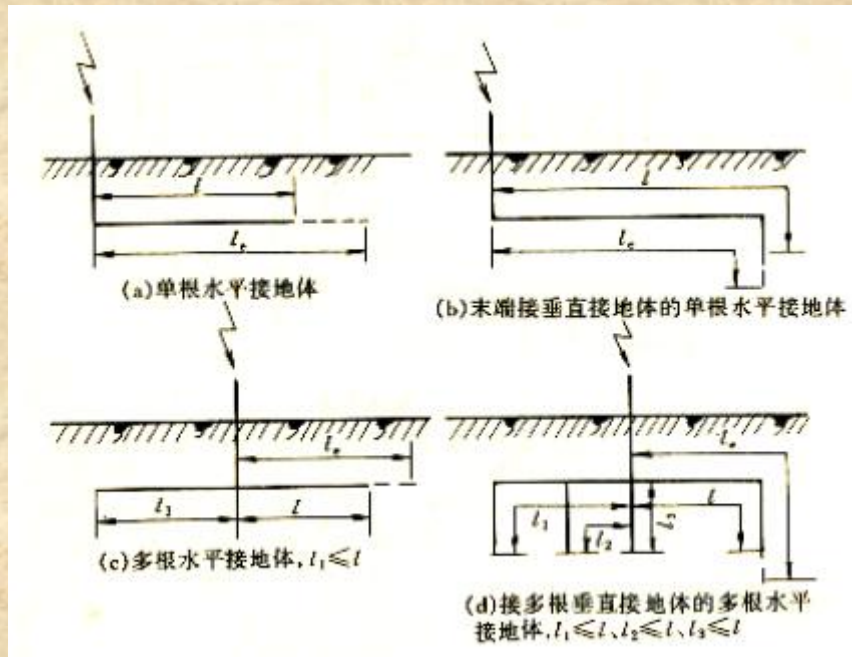 l
lₑ
(a)单根水平接地体
l
lₑ
(b)末端接垂直接地体的单根水平接地体
lₑ
l₁ l
(c)多根水平接地体,l₁≤l
lₑ
l₁ l₂ l₃ l
(d)接多根垂直接地体的多根水平
接地体,l₁≤l、l₂≤l、l₃≤l